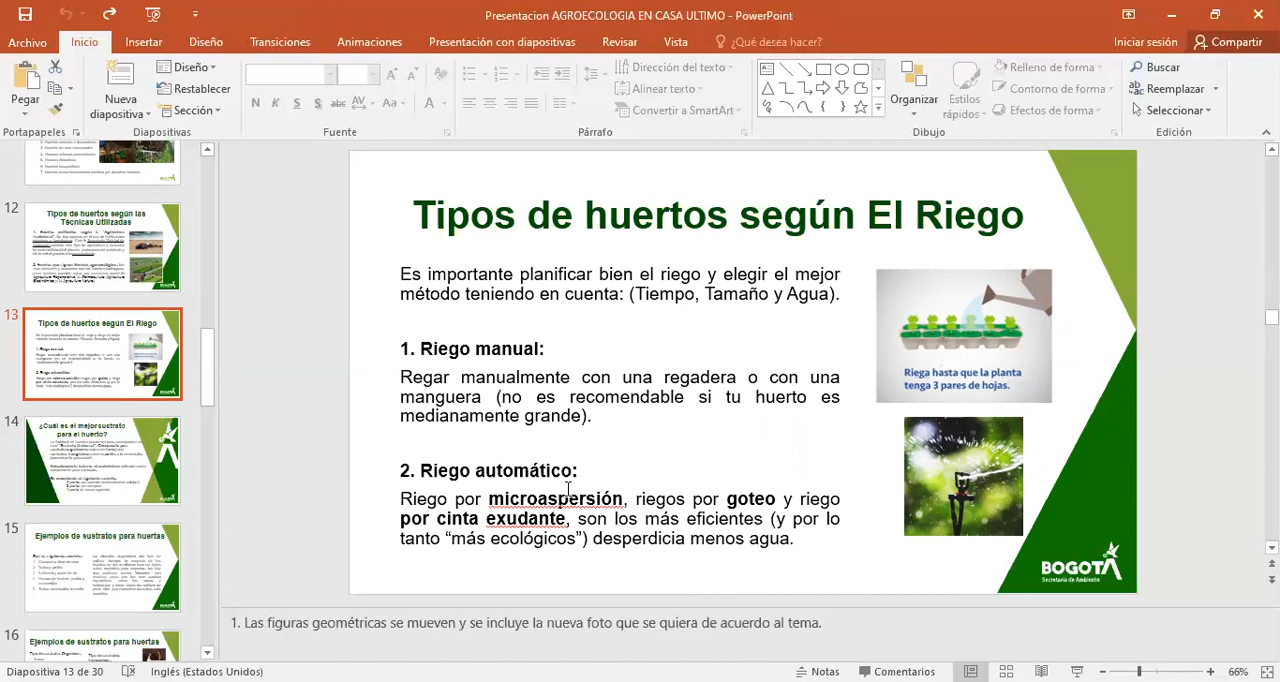 Presentacion AGROECOLOGIA EN CASA ULTIMO - PowerPoint
Archivo Inicio Insertar Diseño Transiciones Animaciones Presentación con diapositivas Revisar Vista ¿Qué desea hacer? Iniciar sesión Compartir
Pegar
Nueva diapositiva
Diseño
Restablecer
Sección
N K S S abc AV Aa A
Dirección del texto
Alinear texto
Convertir a SmartArt
Organizar
Estilos rápidos
Relleno de forma
Contorno de forma
Efectos de forma
Buscar
Reemplazar
Seleccionar
Portapapeles Diapositivas Fuente Párrafo Dibujo Edición
12
Tipos de huertos según las
Técnicas Utilizadas
13
Tipos de huertos según El Riego
14
¿Cuál es el mejor sustrato
para el huerto?
15
Ejemplos de sustratos para huertas
16
Ejemplos de sustratos para huertas
Tipos de huertos según El Riego
Es importante planificar bien el riego y elegir el mejor
método teniendo en cuenta: (Tiempo, Tamaño y Agua).
1. Riego manual:
Regar manualmente con una regadera o con una
manguera (no es recomendable si tu huerto es
medianamente grande).
2. Riego automático:
Riego por microaspersión, riegos por goteo y riego
por cinta exudante, son los más eficientes (y por lo
tanto “más ecológicos”) desperdicia menos agua.
Riega hasta que la planta
tenga 3 pares de hojas.
BOGOTA
Secretaría de Ambiente
1. Las figuras geométricas se mueven y se incluye la nueva foto que se quiera de acuerdo al tema.
Diapositiva 13 de 30 Inglés (Estados Unidos) Notas Comentarios 66%